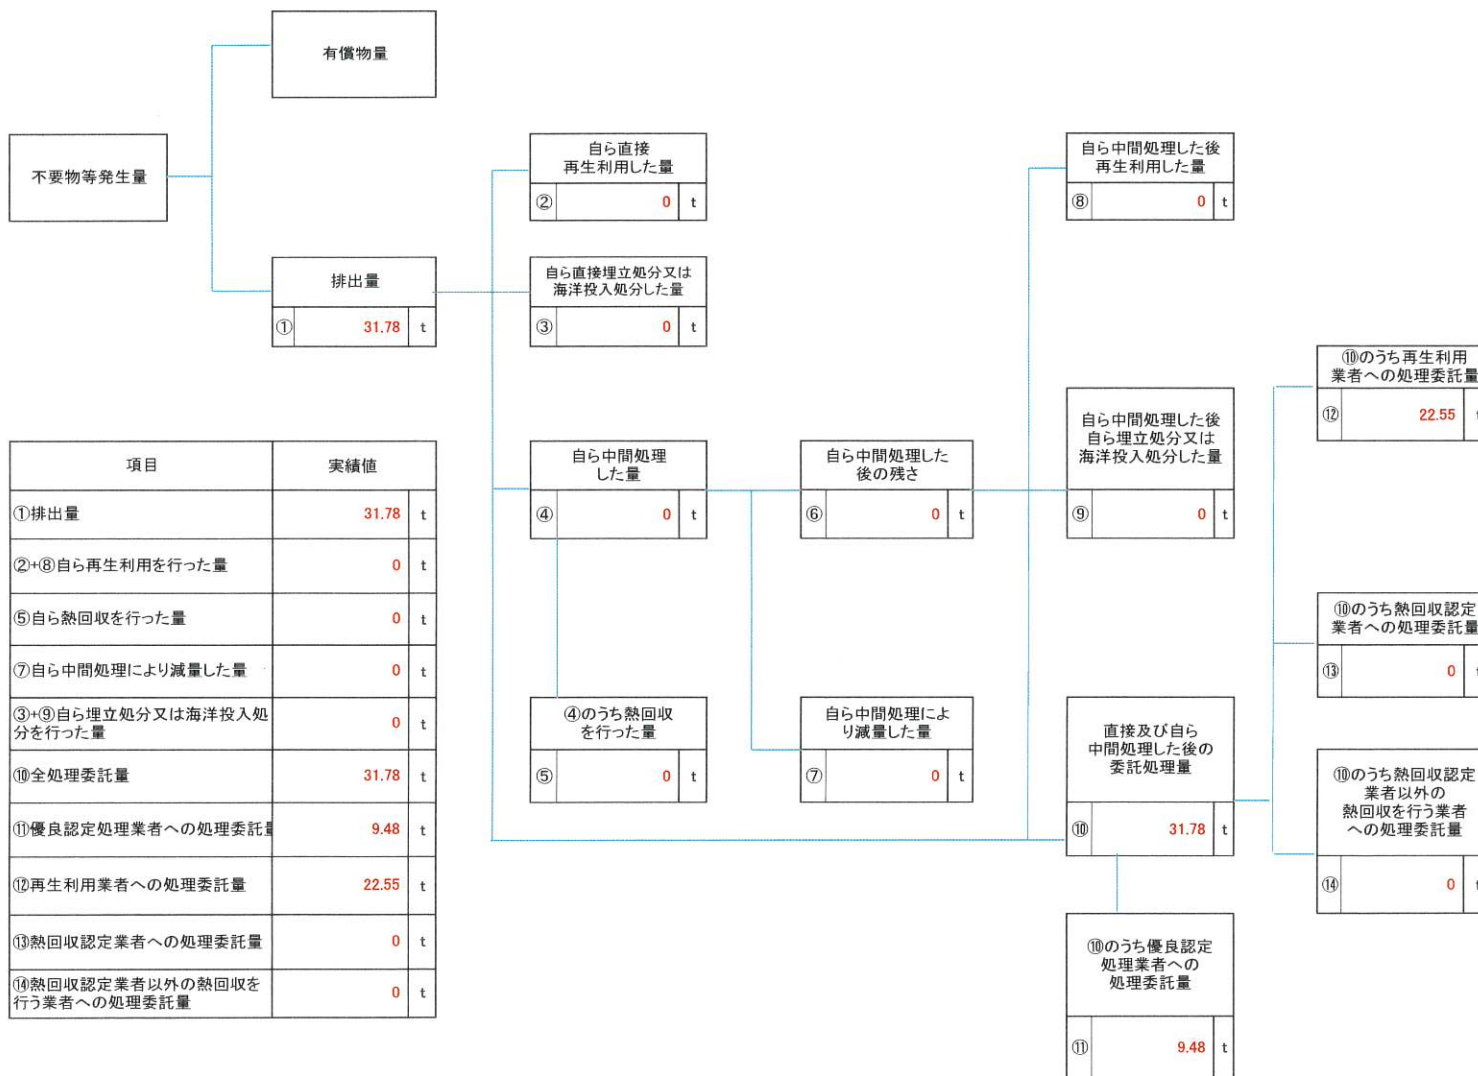 有償物量
不要物等発生量
自ら直接
再生利用した量
② 0 t
自ら中間処理した後
再生利用した量
⑧ 0 t
排出量
① 31.78 t
自ら直接埋立処分又は
海洋投入処分した量
③ 0 t
⑩のうち再生利用
業者への処理委託量
⑫ 22.55 t
自ら中間処理
した量
④ 0 t
自ら中間処理した
後の残さ
⑥ 0 t
自ら中間処理した後
自ら埋立処分又は
海洋投入処分した量
⑨ 0 t
⑩のうち熱回収認定
業者への処理委託量
⑬ 0 t
④のうち熱回収
を行った量
⑤ 0 t
自ら中間処理によ
り減量した量
⑦ 0 t
直接及び自ら
中間処理した後の
委託処理量
⑩ 31.78 t
⑩のうち熱回収認定
業者以外の
熱回収を行う業者
への処理委託量
⑭ 0 t
⑩のうち優良認定
処理業者への
処理委託量
⑪ 9.48 t
項目 実績値
①排出量 31.78 t
②+⑧自ら再生利用を行った量 0 t
⑤自ら熱回収を行った量 0 t
⑦自ら中間処理により減量した量 0 t
③+⑨自ら埋立処分又は海洋投入処
分を行った量 0 t
⑩全処理委託量 31.78 t
⑪優良認定処理業者への処理委託量 9.48 t
⑫再生利用業者への処理委託量 22.55 t
⑬熱回収認定業者への処理委託量 0 t
⑭熱回収認定業者以外の熱回収を
行う業者への処理委託量 0 t